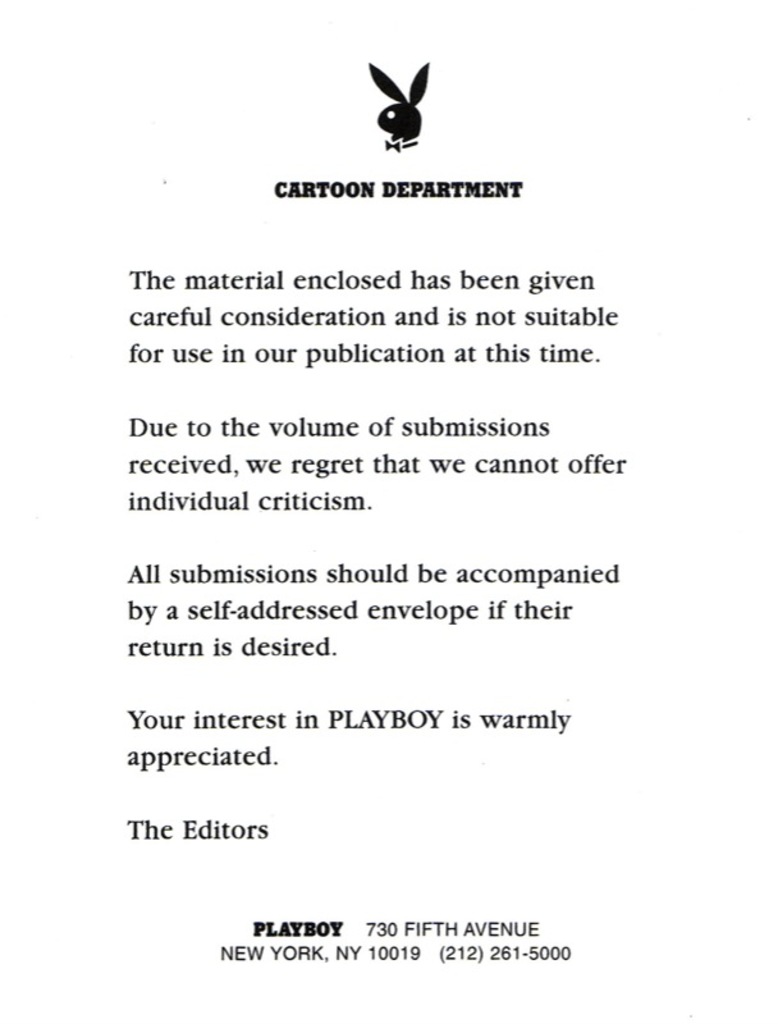 CARTOON DEPARTMENT
The material enclosed has been given
careful consideration and is not suitable
for use in our publication at this time.
Due to the volume of submissions
received, we regret that we cannot offer
individual criticism.
All submissions should be accompanied
by a self-addressed envelope if their
return is desired.
Your interest in PLAYBOY is warmly
appreciated.
The Editors
PLAYBOY 730 FIFTH AVENUE
NEW YORK, NY 10019 (212) 261-5000